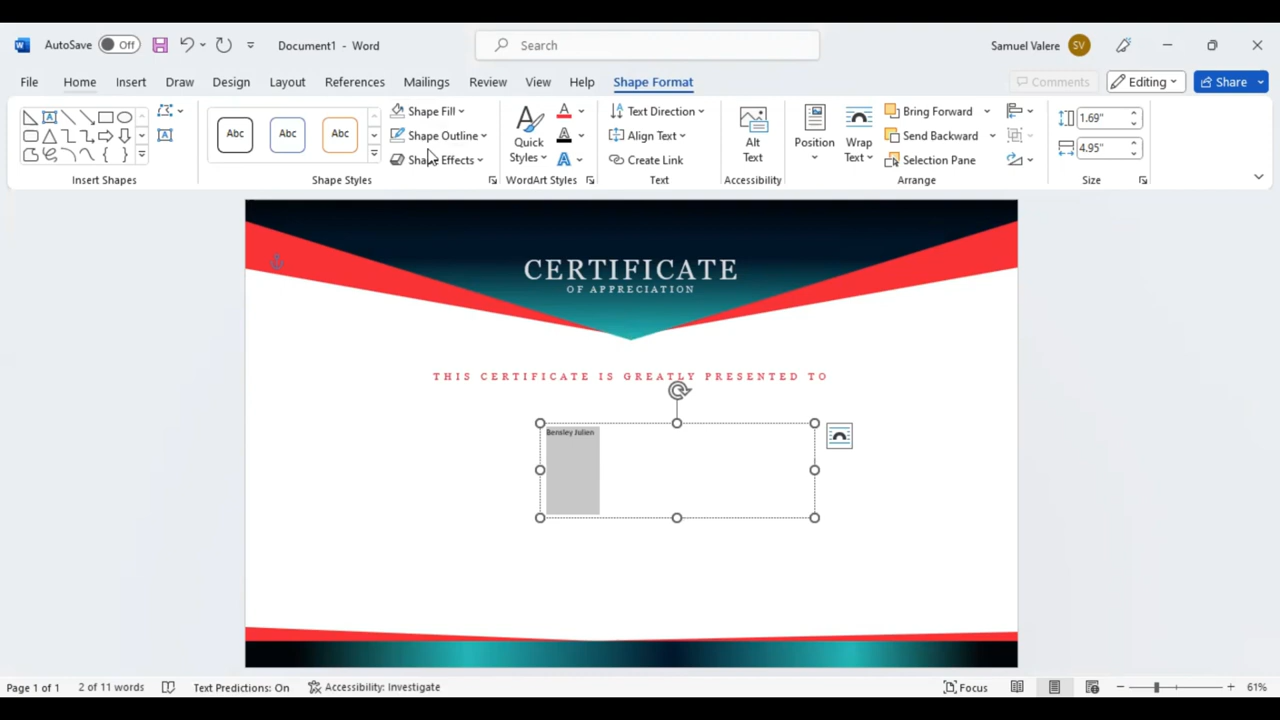 AutoSave Off Document1 - Word Search Samuel Valere SV
File Home Insert Draw Design Layout References Mailings Review View Help Shape Format Comments Editing Share
Abc Abc Abc
Shape Fill
Shape Outline
Shape Effects
Quick
Styles
Text Direction
Align Text
Create Link
Alt
Text
Position
Wrap
Text
Bring Forward
Send Backward
Selection Pane
1.69"
4.95"
Insert Shapes Shape Styles WordArt Styles Text Accessibility Arrange Size
CERTIFICATE
OF APPRECIATION
THIS CERTIFICATE IS GREATLY PRESENTED TO
Bensley Julien
Page 1 of 1 2 of 11 words Text Predictions: On Accessibility: Investigate Focus 61%